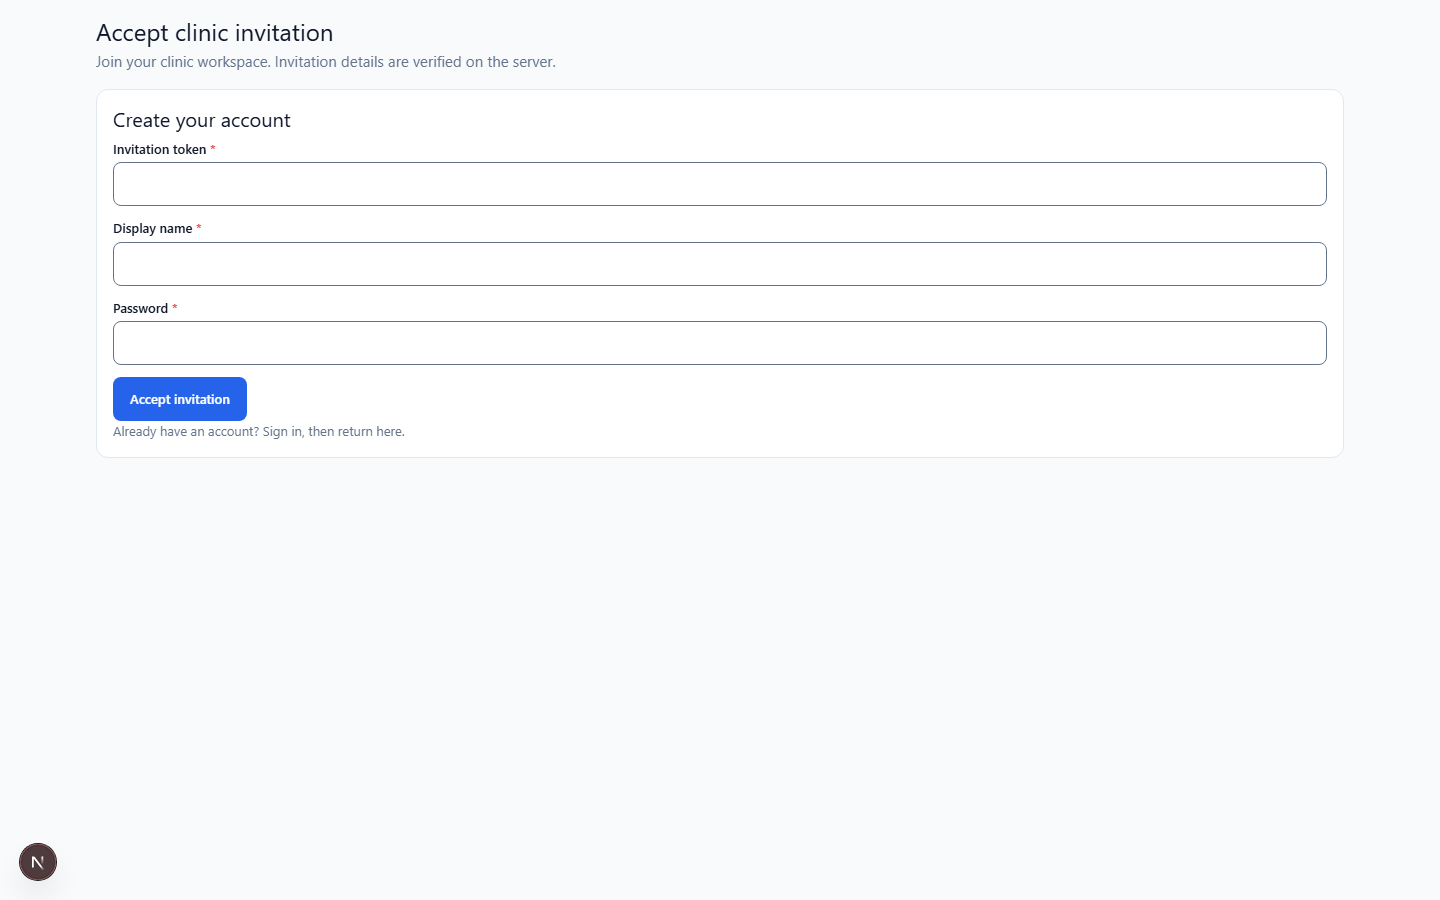 Accept clinic invitation
Join your clinic workspace. Invitation details are verified on the server.
Create your account
Invitation token *
Display name *
Password *
Accept invitation
Already have an account? Sign in, then return here.
N